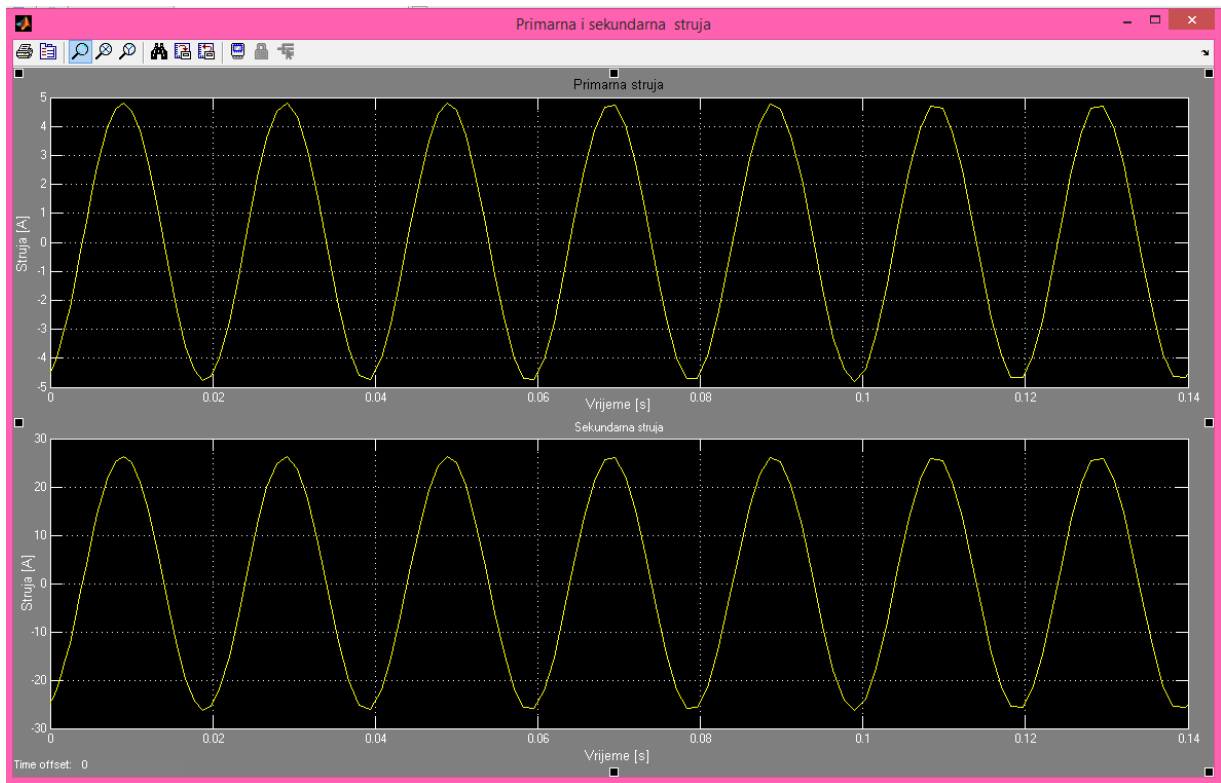 Primarna i sekundarna struja
Primarna struja
5
4
3
2
1
0
-1
-2
-3
-4
-5
Struja [A]
0 0.02 0.04 0.06 0.08 0.1 0.12 0.14
Vrijeme [s]
Sekundarna struja
30
20
10
0
-10
-20
-30
Struja [A]
0 0.02 0.04 0.06 0.08 0.1 0.12 0.14
Vrijeme [s]
Time offset: 0